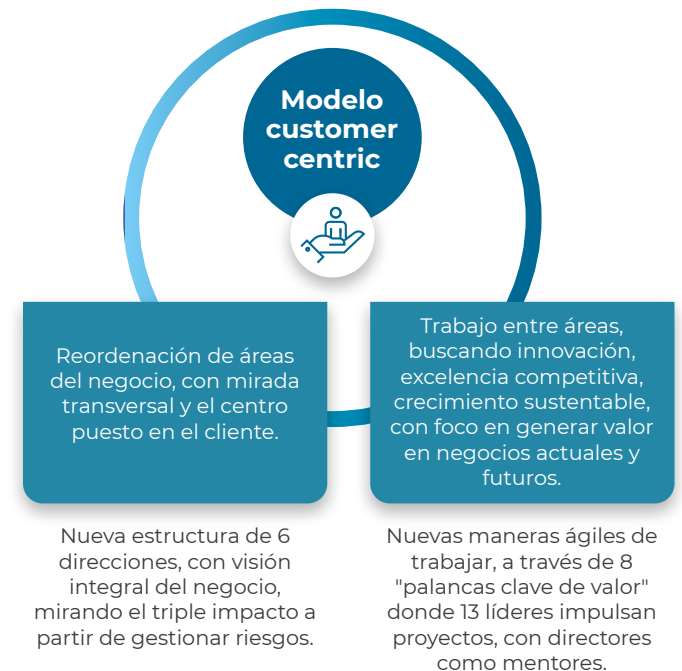 Modelo
customer
centric
Reordenación de áreas
del negocio, con mirada
transversal y el centro
puesto en el cliente.
Trabajo entre áreas,
buscando innovación,
excelencia competitiva,
crecimiento sustentable,
con foco en generar valor
en negocios actuales y
futuros.
Nueva estructura de 6
direcciones, con visión
integral del negocio,
mirando el triple impacto a
partir de gestionar riesgos.
Nuevas maneras ágiles de
trabajar, a través de 8
"palancas clave de valor"
donde 13 líderes impulsan
proyectos, con directores
como mentores.